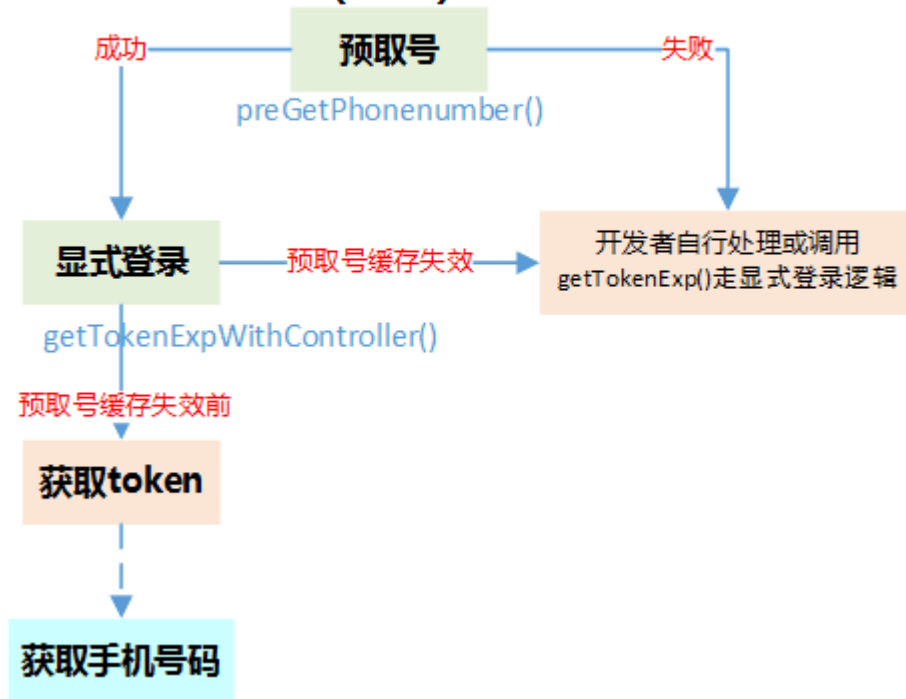 成功
预取号
失败
preGetPhonenumber()
显式登录
预取号缓存失效
开发者自行处理或调用
getTokenExp()走显式登录逻辑
getTokenExpWithController()
预取号缓存失效前
获取token
获取手机号码